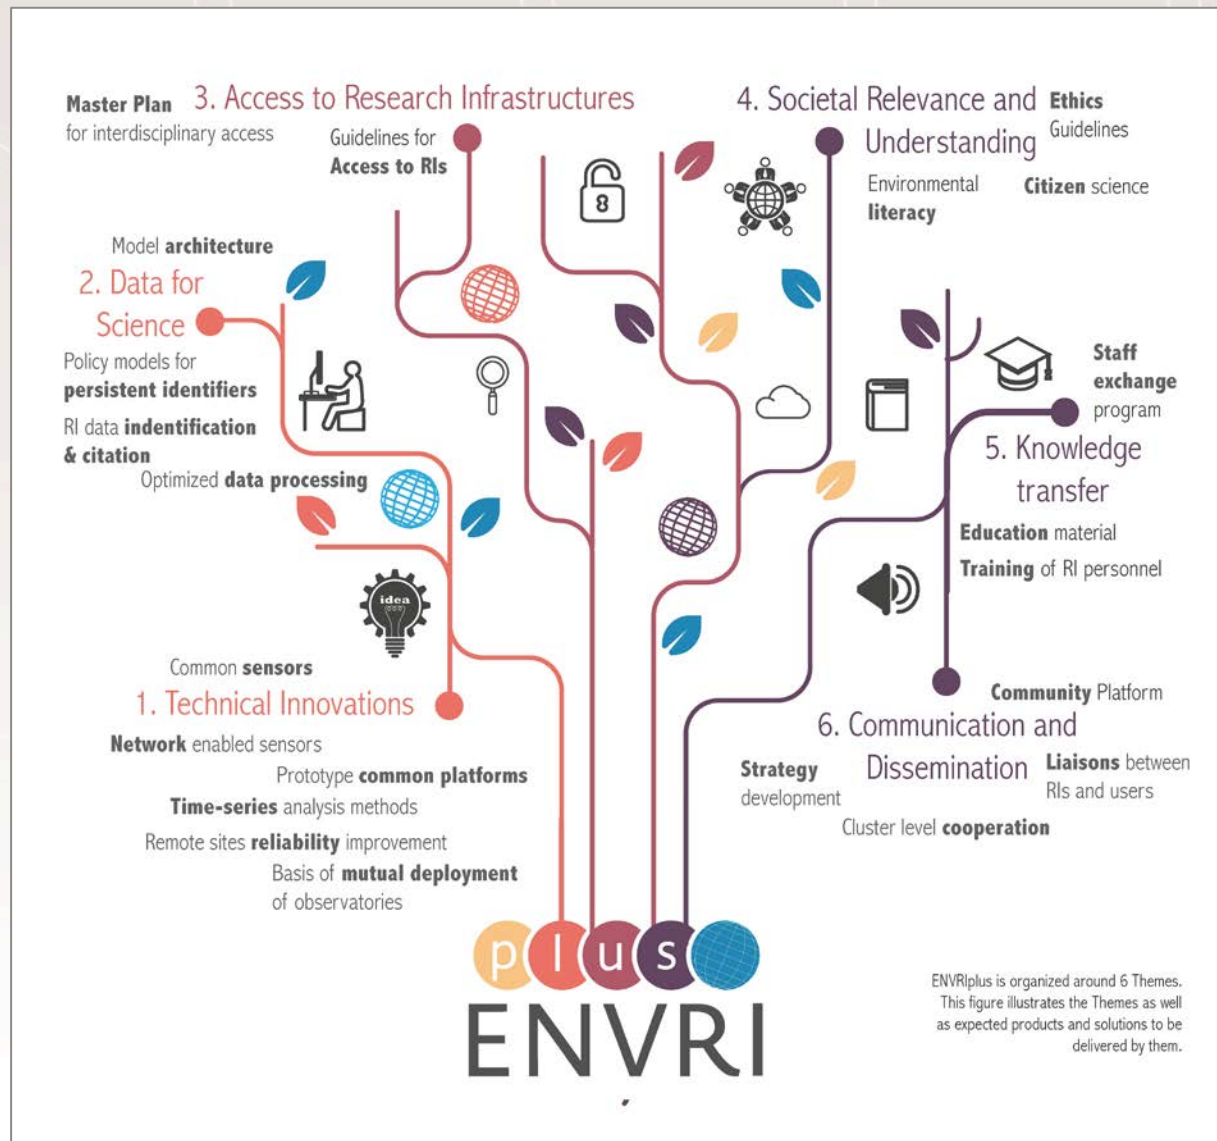 Master Plan
for interdisciplinary access
3. Access to Research Infrastructures
Guidelines for
Access to RIs
4. Societal Relevance and
Understanding
Ethics
Guidelines
Environmental
literacy
Citizen science
Model architecture
2. Data for
Science
Policy models for
persistent identifiers
RI data indentification
& citation
Optimized data processing
Staff
exchange
program
5. Knowledge
transfer
Education material
Training of RI personnel
idea
Common sensors
1. Technical Innovations
Network enabled sensors
Prototype common platforms
Time-series analysis methods
Remote sites reliability improvement
Basis of mutual deployment
of observatories
Community Platform
6. Communication and
Dissemination
Strategy
development
Liaisons between
RIs and users
Cluster level cooperation
plus
ENVRI
ENVRIplus is organized around 6 Themes.
This figure illustrates the Themes as well
as expected products and solutions to be
delivered by them.